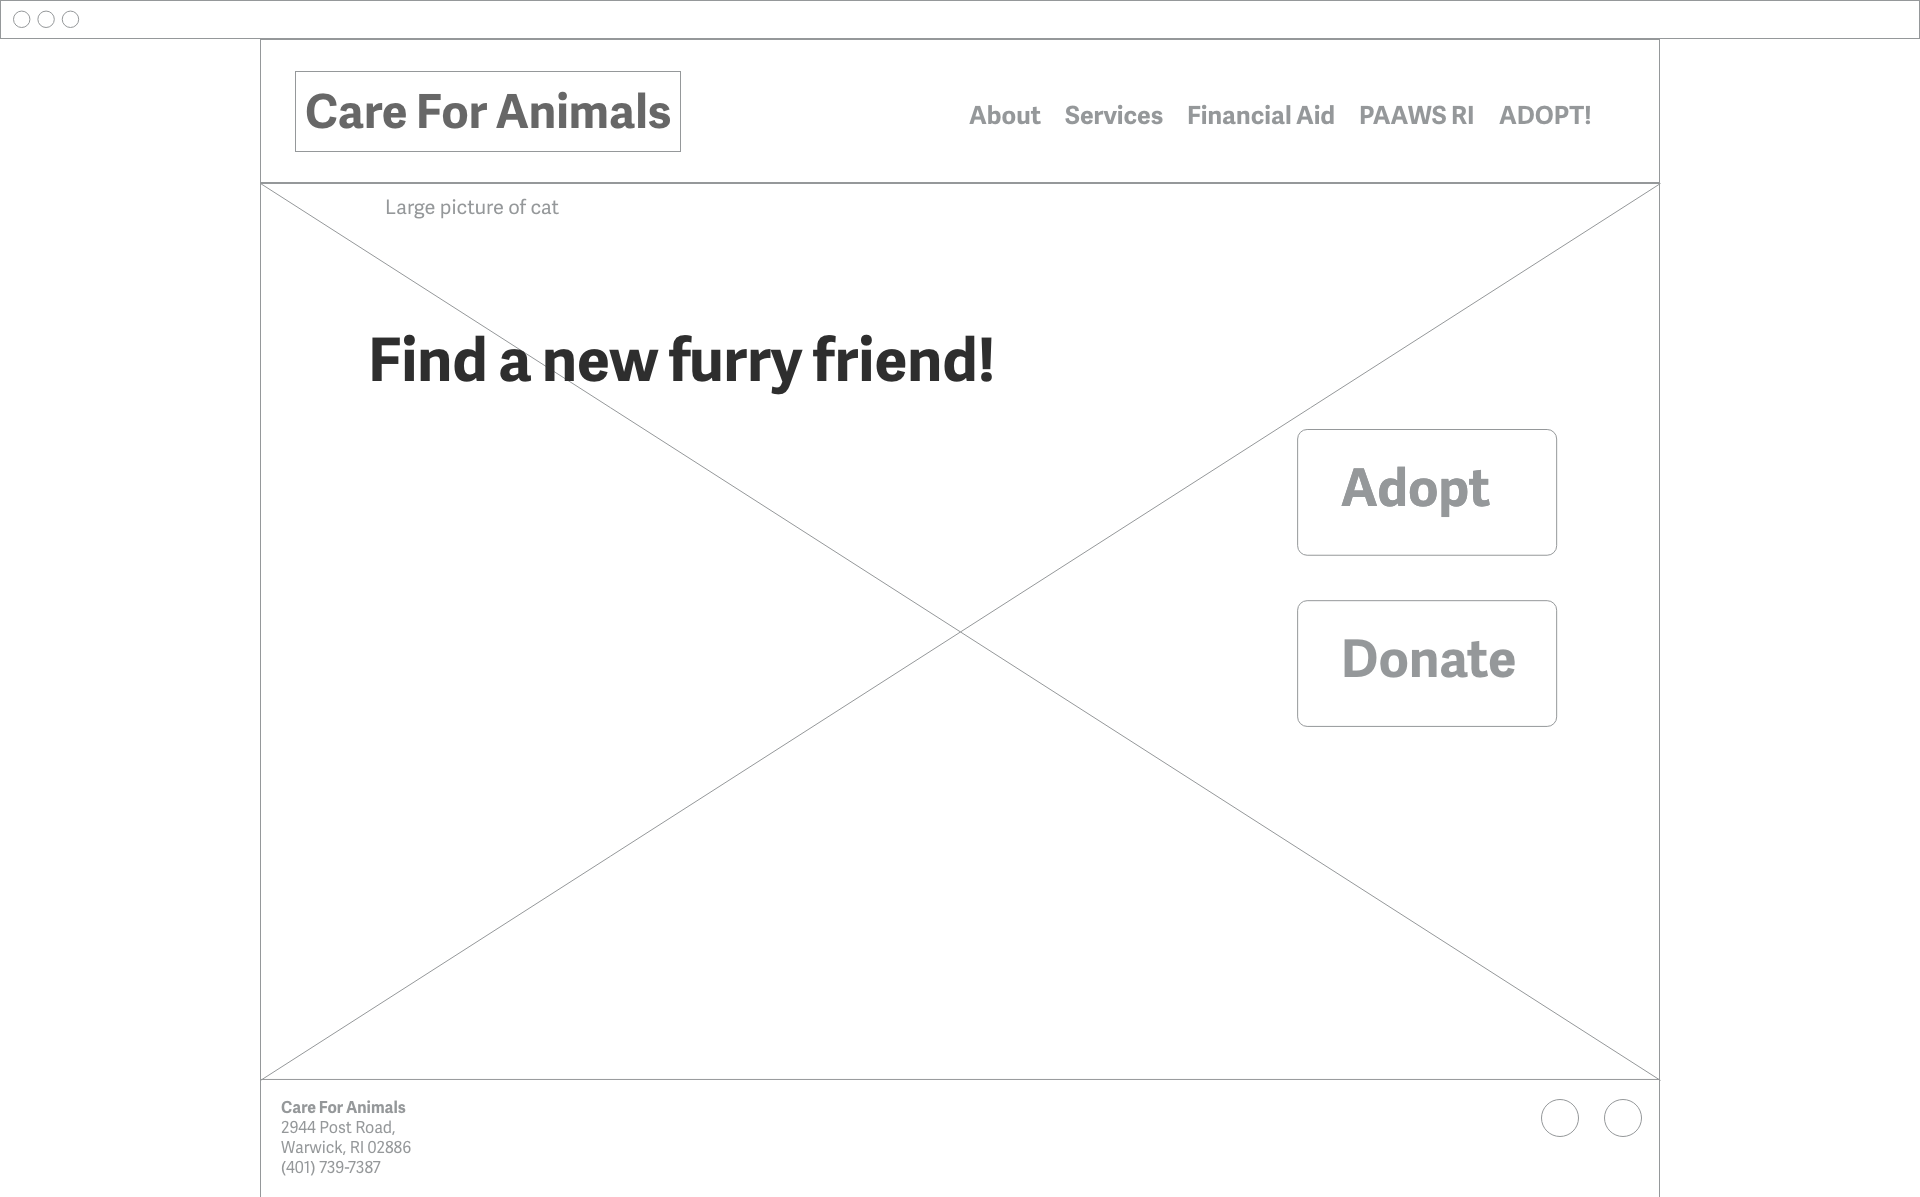 Care For Animals
About Services Financial Aid PAAWS RI ADOPT!
Large picture of cat
Find a new furry friend!
Adopt
Donate
Care For Animals
2944 Post Road,
Warwick, RI 02886
(401) 739-7387